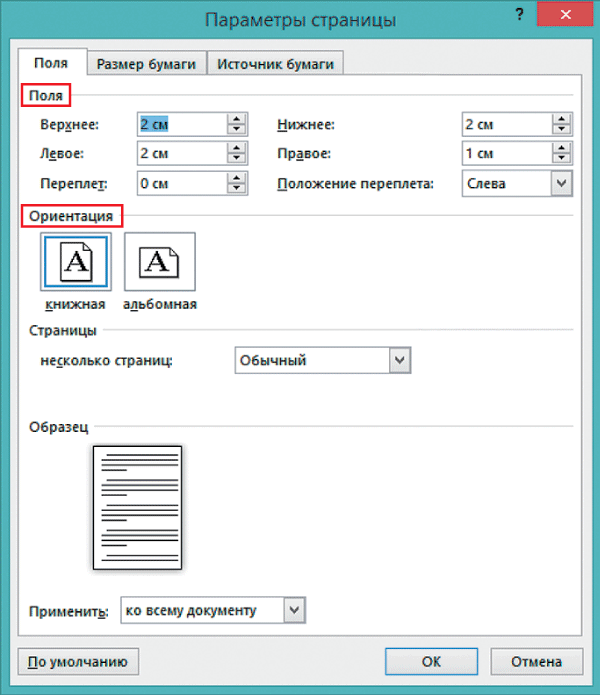 Параметры страницы ?
Поля Размер бумаги Источник бумаги
Поля
Верхнее: 2 см Нижнее: 2 см
Левое: 2 см Правое: 1 см
Переплет: 0 см Положение переплета: Слева
Ориентация
А А
книжная альбомная
Страницы
несколько страниц: Обычный
Образец
Применить: ко всему документу
По умолчанию ОК Отмена